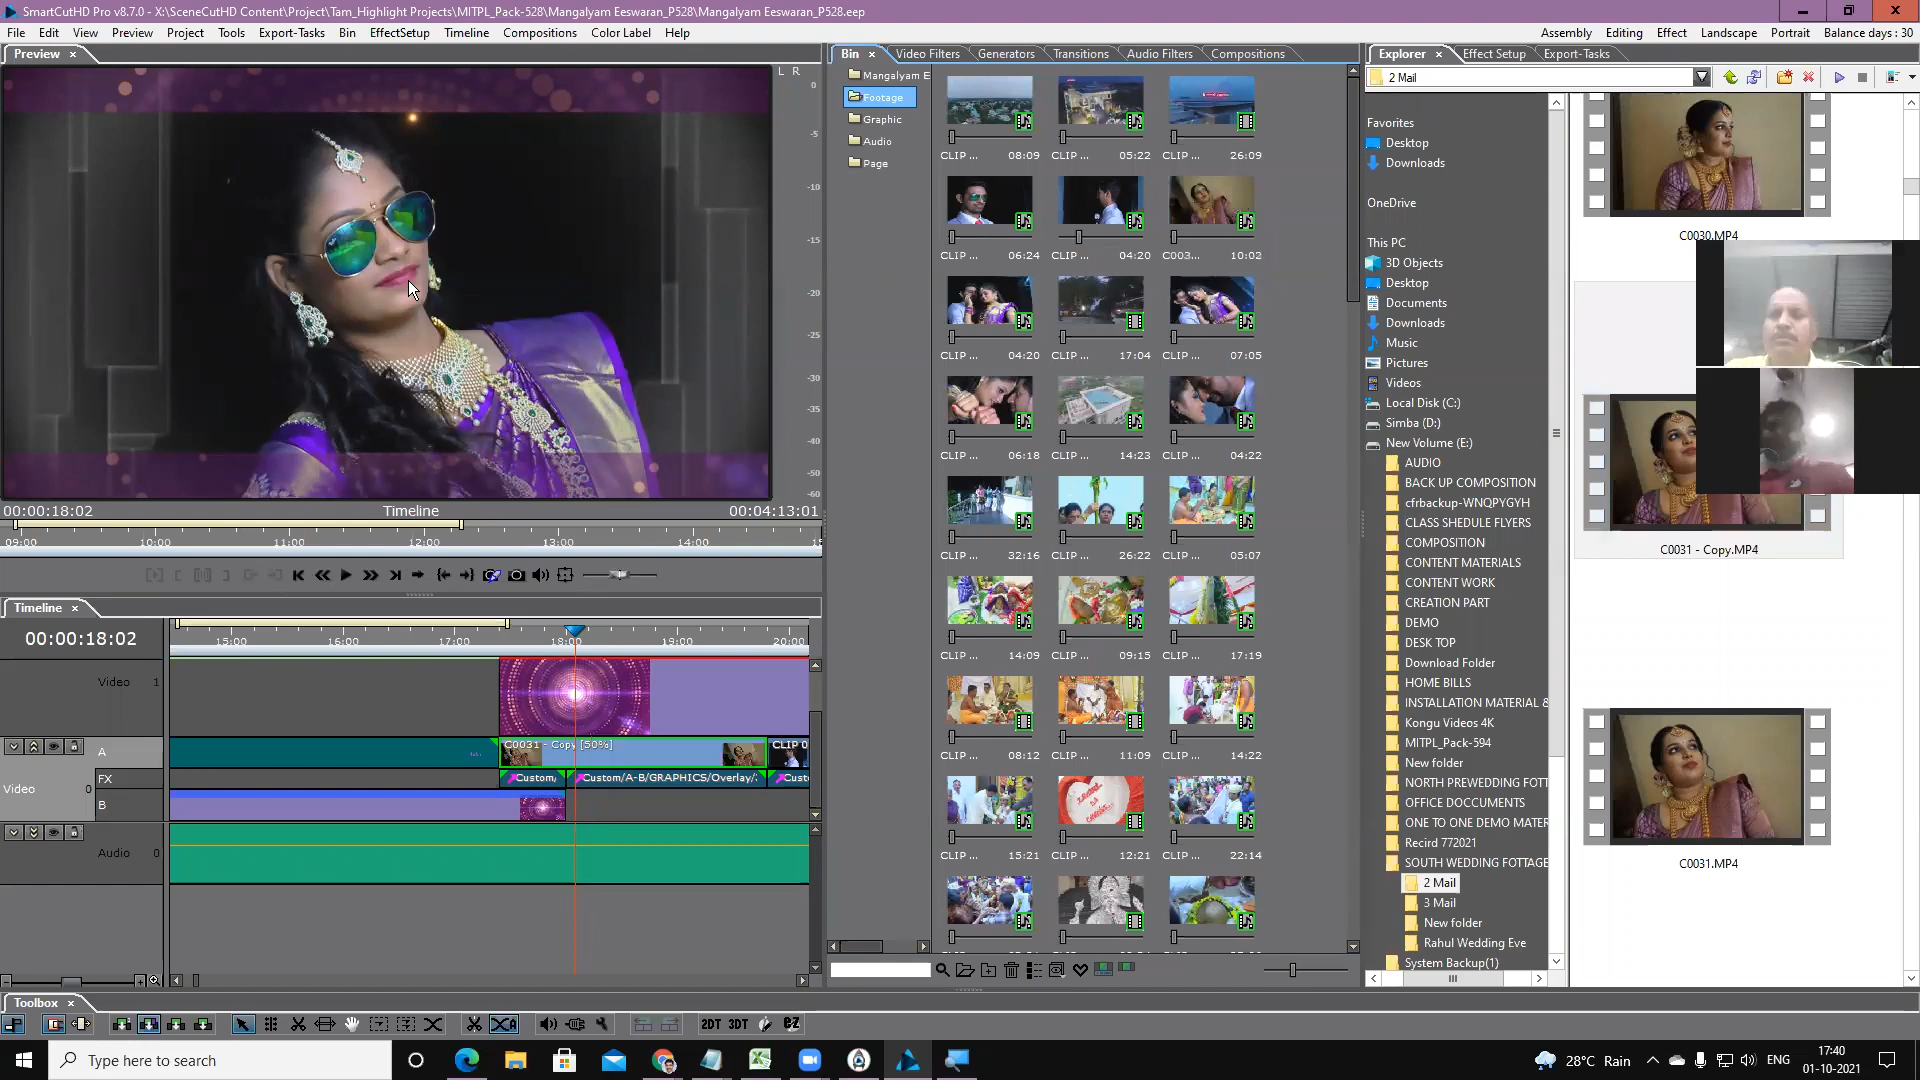 SmartCutHD Pro v8.7.0 - X:\SceneCutHD Content\Project\Tam_Highlight Projects\MITPL_Pack-528\Mangalyam Eeswaran_P528\Mangalyam Eeswaran_P528.eep
File Edit View Preview Project Tools Export-Tasks Bin EffectSetup Timeline Compositions Color Label Help
Assembly Editing Effect Landscape Portrait Balance days : 30
Preview
L R
0
-5
-10
-15
-20
-25
-30
-35
-40
-50
-60
00:00:18:02 Timeline 00:04:13:01
09:00 10:00 11:00 12:00 13:00 14:00
Timeline
00:00:18:02
15:00 16:00 17:00 18:00 19:00 20:00
Video 1
A
C0031 - Copy [50%]
CLIP 0
Video 0
FX
Custom/
Custom/A-B/GRAPHICS/Overlay/:
B
Audio 0
Bin Video Filters Generators Transitions Audio Filters Compositions
Mangalyam E
Footage
Graphic
Audio
Page
CLIP ... 08:09 CLIP ... 05:22 CLIP ... 26:09
CLIP ... 06:24 CLIP ... 04:20 C003... 10:02
CLIP ... 04:20 CLIP ... 17:04 CLIP ... 07:05
CLIP ... 06:18 CLIP ... 14:23 CLIP ... 04:22
CLIP ... 32:16 CLIP ... 26:22 CLIP ... 05:07
CLIP ... 14:09 CLIP ... 09:15 CLIP ... 17:19
CLIP ... 08:12 CLIP ... 11:09 CLIP ... 14:22
CLIP ... 15:21 CLIP ... 12:21 CLIP ... 22:14
Explorer Effect Setup Export-Tasks
2 Mail
Favorites
Desktop
Downloads
OneDrive
This PC
3D Objects
Desktop
Documents
Downloads
Music
Pictures
Videos
Local Disk (C:)
Simba (D:)
New Volume (E:)
AUDIO
BACK UP COMPOSITION
cfrbackup-WNQPYGYH
CLASS SHEDULE FLYERS
COMPOSITION
CONTENT MATERIALS
CONTENT WORK
CREATION PART
DEMO
DESK TOP
Download Folder
HOME BILLS
INSTALLATION MATERIAL &
Kongu Videos 4K
MITPL_Pack-594
New folder
NORTH PREWEDDING FOTT
OFFICE DOCCUMENTS
ONE TO ONE DEMO MATER
Recird 772021
SOUTH WEDDING FOTTAGE
2 Mail
3 Mail
New folder
Rahul Wedding Eve
System Backup(1)
C0030.MP4
C0031 - Copy.MP4
C0031.MP4
Toolbox
2DT 3DT
Type here to search
28°C Rain
ENG
17:40
01-10-2021